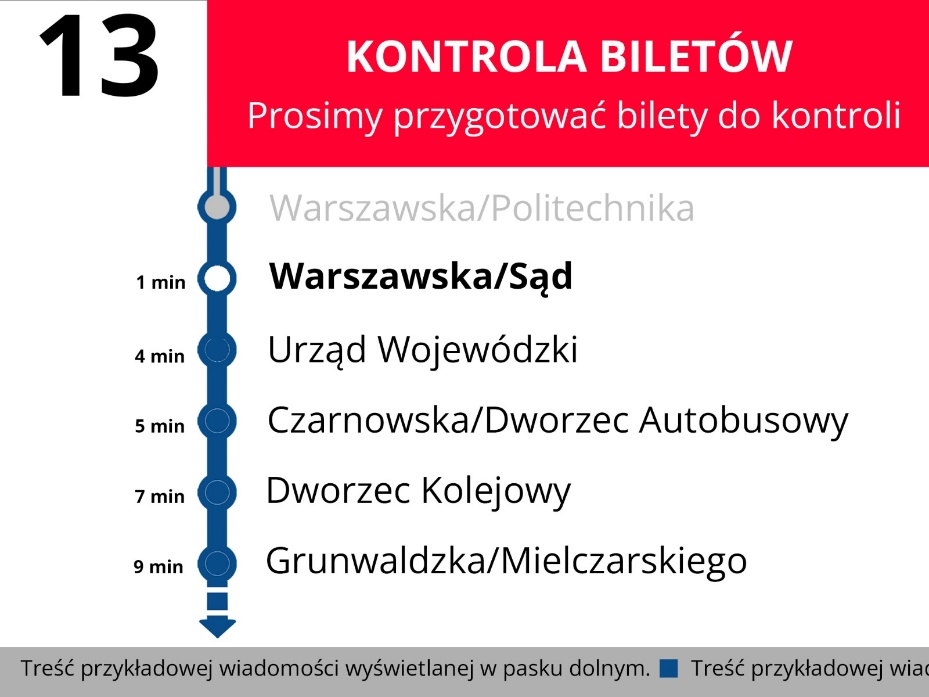 13
KONTROLA BILETÓW
Prosimy przygotować bilety do kontroli
Warszawska/Politechnika
1 min Warszawska/Sąd
4 min Urząd Wojewódzki
5 min Czarnowska/Dworzec Autobusowy
7 min Dworzec Kolejowy
9 min Grunwaldzka/Mielczarskiego
Treść przykładowej wiadomości wyświetlanej w pasku dolnym. Treść przykładowej wiad